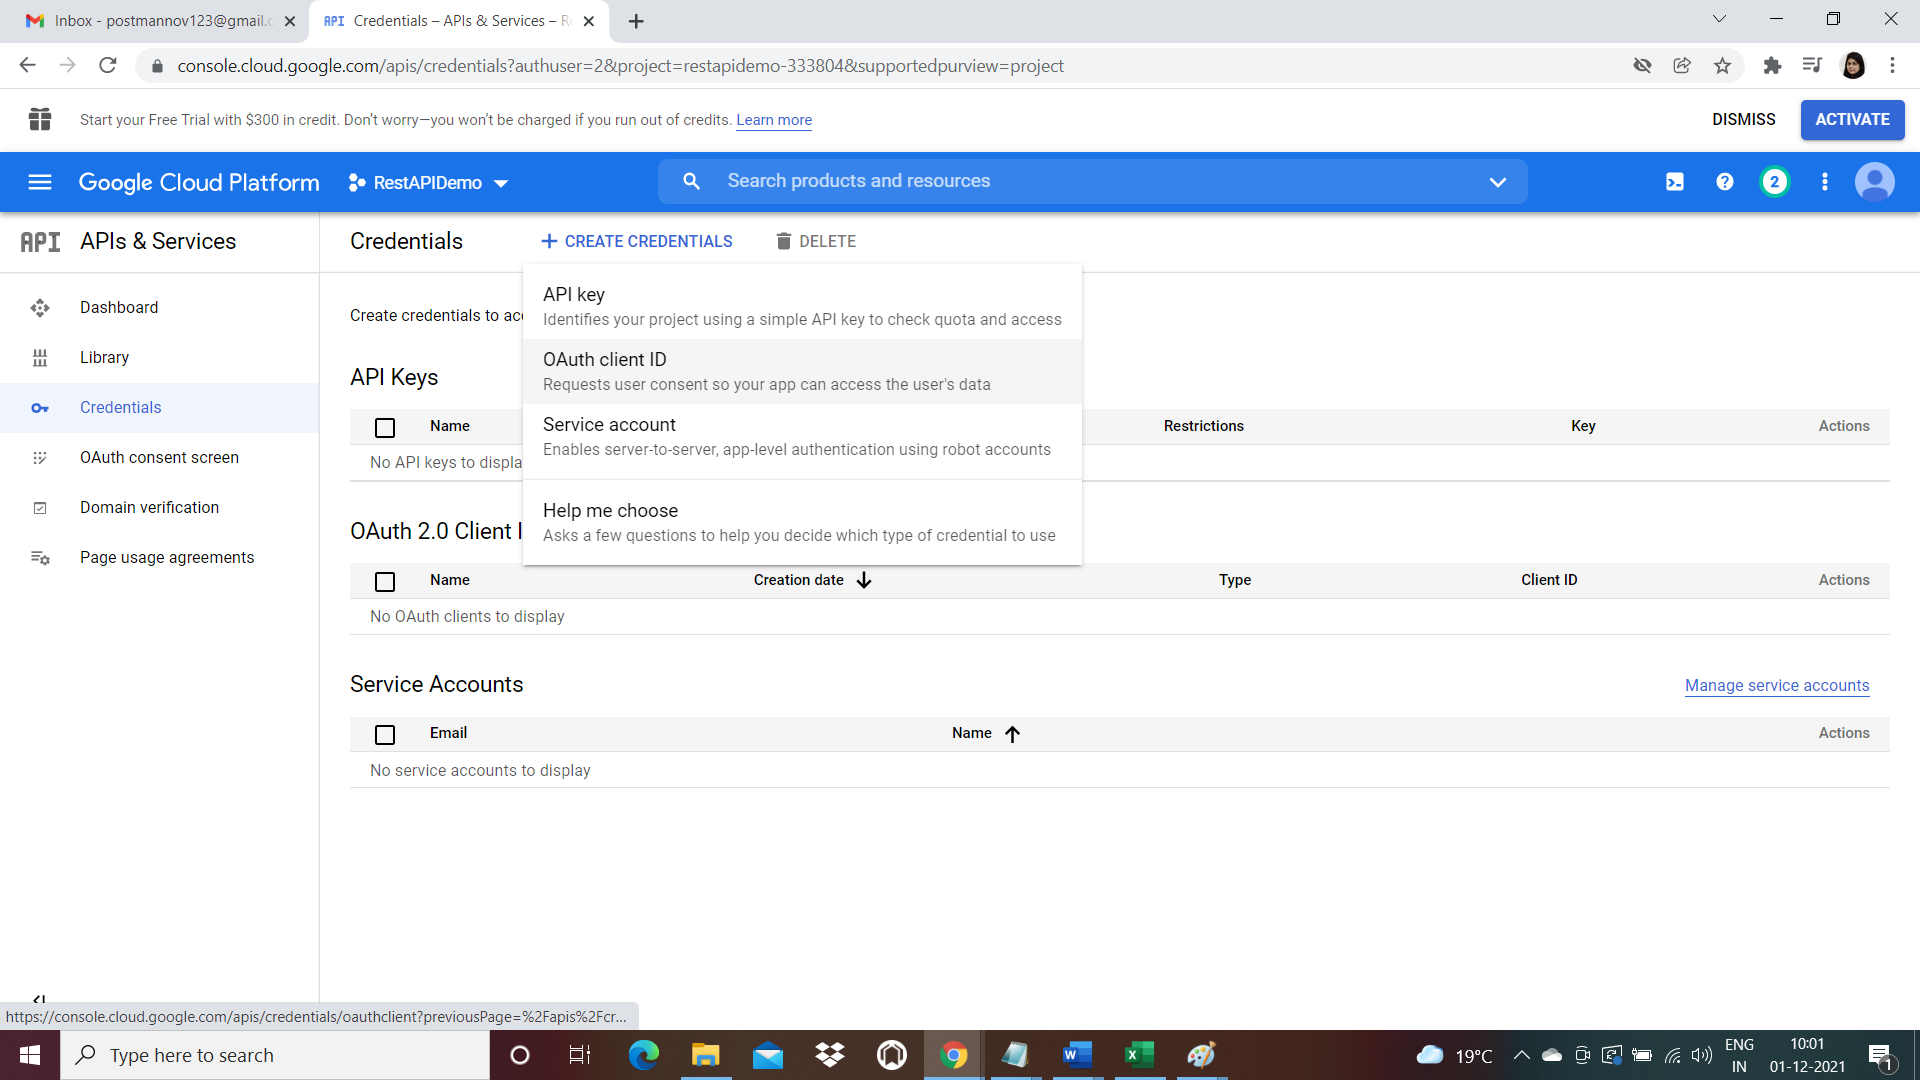 Inbox - postmannov123@gmail.c
API Credentials – APIs & Services – R
console.cloud.google.com/apis/credentials?authuser=2&project=restapidemo-333804&supportedpurview=project
Start your Free Trial with $300 in credit. Don't worry—you won't be charged if you run out of credits. Learn more
DISMISS
ACTIVATE
Google Cloud Platform
RestAPIDemo
Search products and resources
2
API APIs & Services
Credentials
CREATE CREDENTIALS
DELETE
Dashboard
Library
Credentials
OAuth consent screen
Domain verification
Page usage agreements
Create credentials to acc
API key
Identifies your project using a simple API key to check quota and access
OAuth client ID
Requests user consent so your app can access the user's data
Service account
Enables server-to-server, app-level authentication using robot accounts
Help me choose
Asks a few questions to help you decide which type of credential to use
API Keys
Name Restrictions Key Actions
No API keys to displa
OAuth 2.0 Client I
Name Creation date Type Client ID Actions
No OAuth clients to display
Service Accounts
Manage service accounts
Email Name Actions
No service accounts to display
https://console.cloud.google.com/apis/credentials/oauthclient?previousPage=%2Fapis%2Fcr...
Type here to search
19°C
ENG
IN
10:01
01-12-2021
1